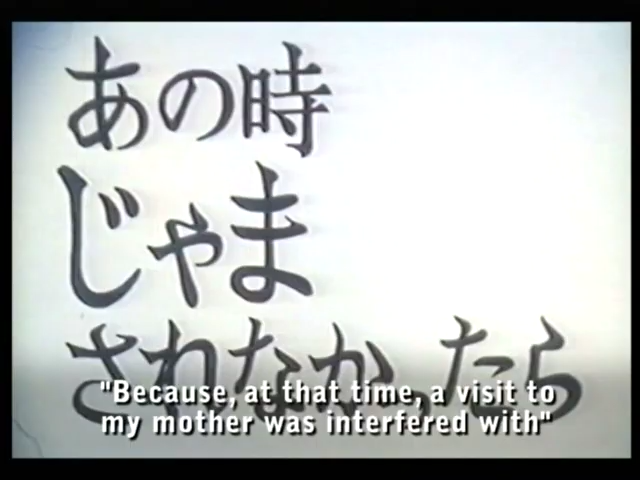 あの時
じゃま
されなかったら
"Because, at that time, a visit to
my mother was interfered with"